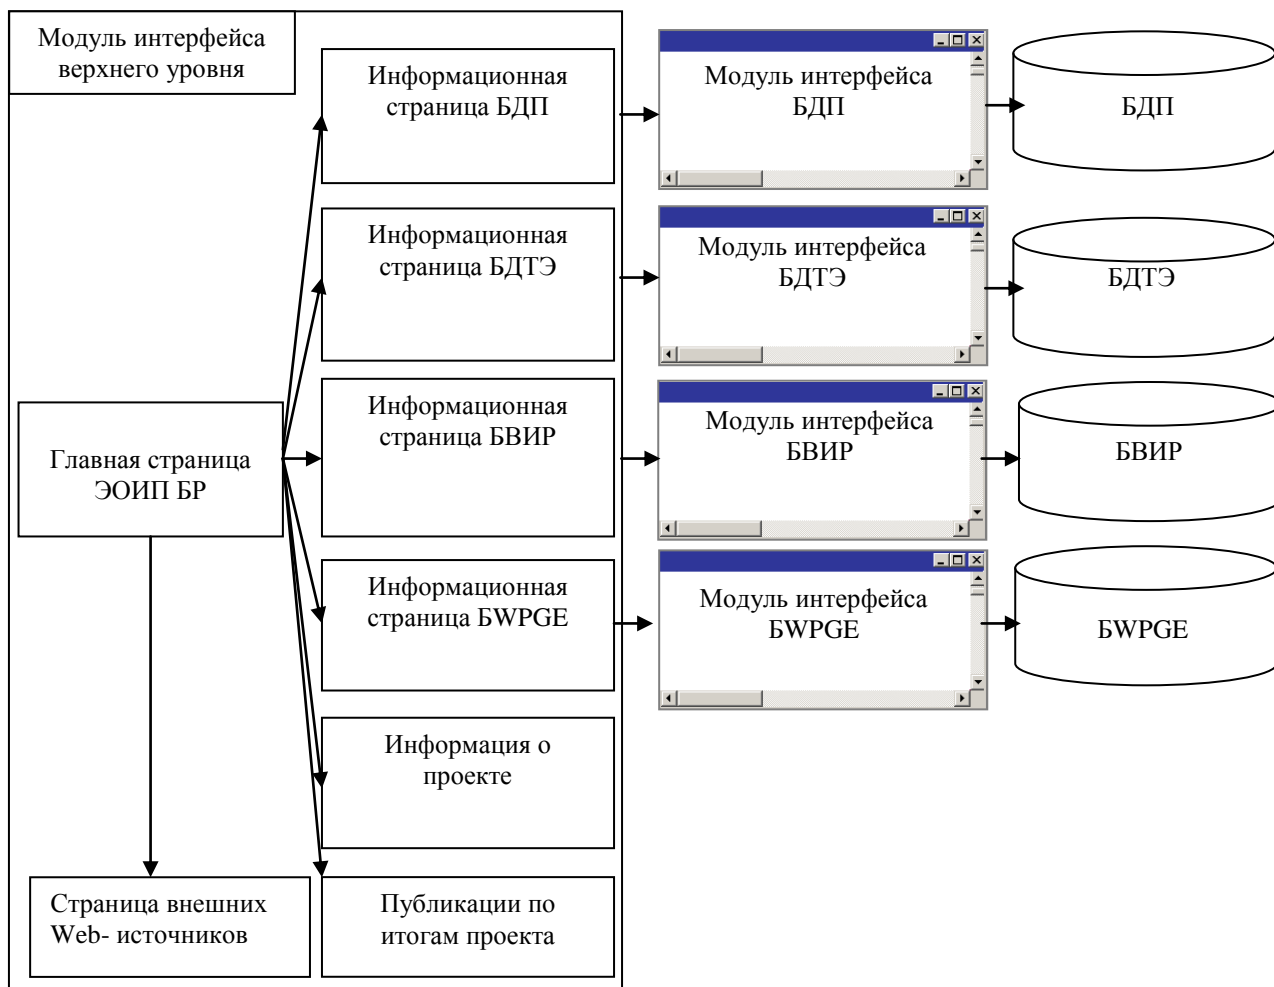 Модуль интерфейса
верхнего уровня
Информационная
страница БДП
Модуль интерфейса
БДП
БДП
Информационная
страница БДТЭ
Модуль интерфейса
БДТЭ
БДТЭ
Информационная
страница БВИР
Модуль интерфейса
БВИР
БВИР
Главная страница
ЭОИП БР
Информационная
страница БWPGE
Модуль интерфейса
БWPGE
БWPGE
Информация о
проекте
Страница внешних
Web- источников
Публикации по
итогам проекта